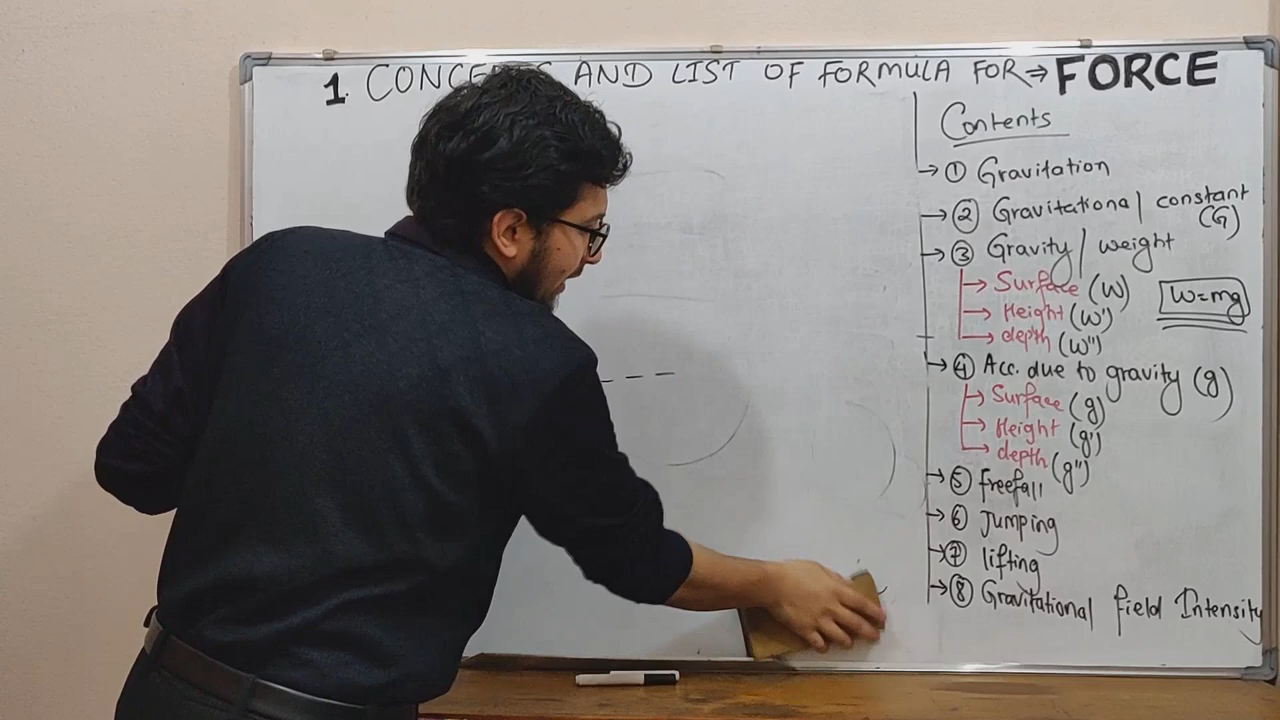 1. CONCEPTS AND LIST OF FORMULA FOR ⇒ FORCE
Contents
→ ① Gravitation
→ ② Gravitational constant
(G)
→ ③ Gravity / weight
→ Surface (W)
W=mg
→ Height (W')
→ depth (W'')
→ ④ Acc. due to gravity (g)
→ Surface (g)
→ Height (g')
→ depth (g'')
→ ⑤ freefall
→ ⑥ Jumping
→ ⑦ lifting
→ ⑧ Gravitational field Intensity